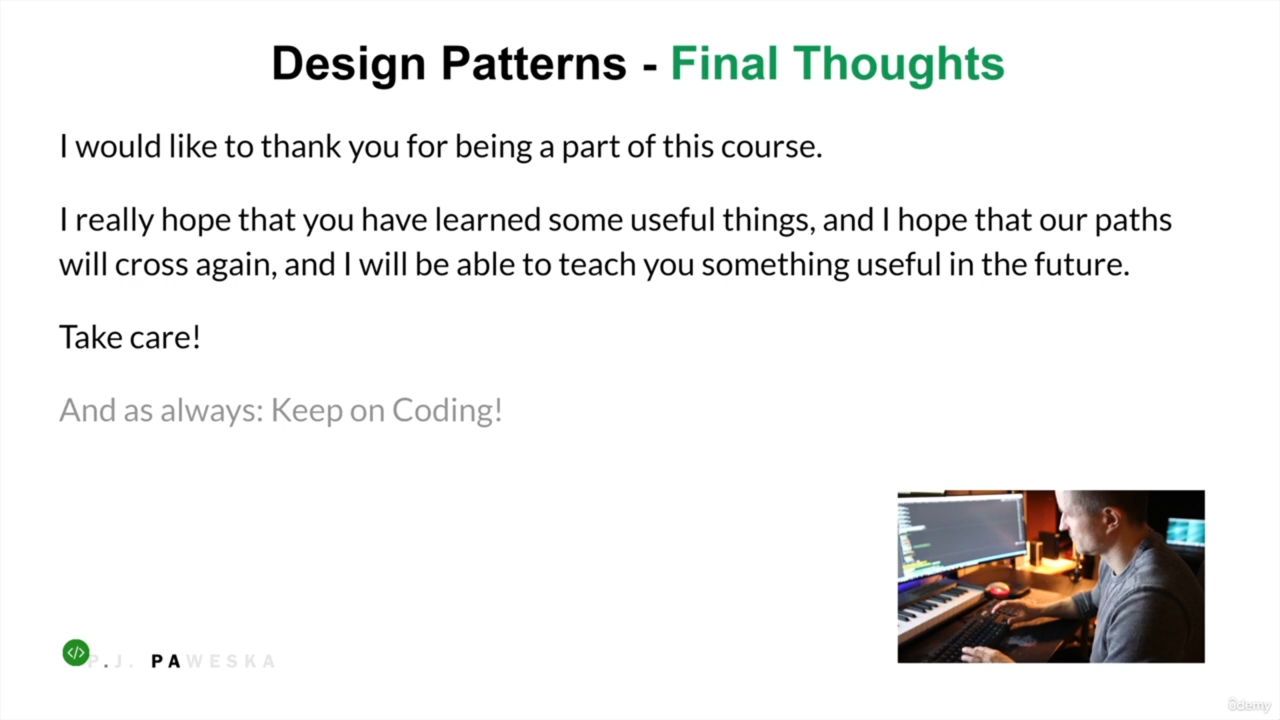 Design Patterns - Final Thoughts
I would like to thank you for being a part of this course.
I really hope that you have learned some useful things, and I hope that our paths
will cross again, and I will be able to teach you something useful in the future.
Take care!
And as always: Keep on Coding!
</> P.J. PAWESKA
ûdemy